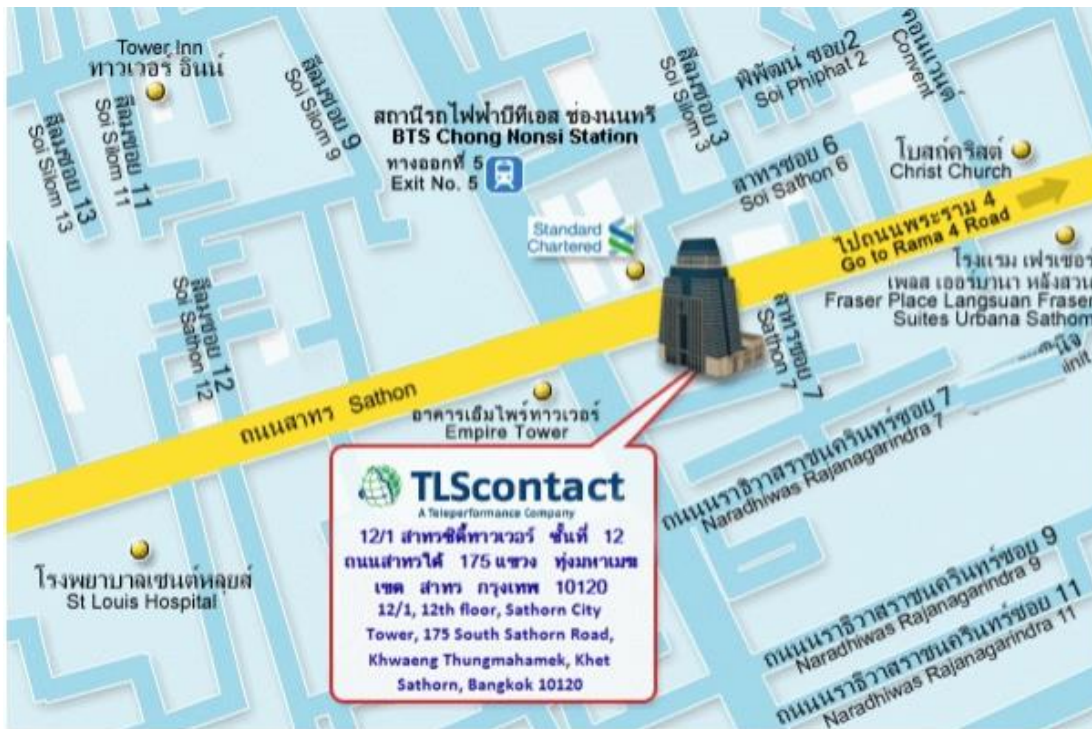 Tower Inn
ทาวเวอร์ อินน์
สีลมซอย 13
Soi Silom 13
สีลมซอย 11
Soi Silom 11
สีลมซอย 9
Soi Silom 9
สถานีรถไฟฟ้าบีทีเอส ช่องนนทรี
BTS Chong Nonsi Station
ทางออกที่ 5
Exit No. 5
สีลมซอย 3
Soi Silom 3
พิพัฒน์ ซอย2
Soi Phiphat 2
คอนแวนต์
Convent
สาทรซอย 6
Soi Sathon 6
โบสถ์คริสต์
Christ Church
Standard
Chartered
ไปถนนพระราม 4
Go to Rama 4 Road
โรงแรม เฟรเซอร์
เพลส เออร์บานา หลังสวน
Fraser Place Langsuan Fraser
Suites Urbana Sathorn
สีลมซอย 12
Soi Sathon 12
สาทรซอย 7
Sathon 7
ถนนสาทร Sathon
อาคารเอ็มไพร์ทาวเวอร์
Empire Tower
ถนนนราธิวาสราชนครินทร์ซอย 7
Naradhiwas Rajanagarindra 7
TLScontact
A Teleperformance Company
12/1 สาทรซิตี้ทาวเวอร์ ชั้นที่ 12
ถนนสาทรใต้ 175 แขวง ทุ่งมหาเมฆ
เขต สาทร กรุงเทพ 10120
12/1, 12th floor, Sathorn City
Tower, 175 South Sathorn Road,
Khwaeng Thungmahamek, Khet
Sathorn, Bangkok 10120
โรงพยาบาลเซนต์หลุยส์
St Louis Hospital
ถนนราธิวาสราชนครินทร์ซอย 9
Naradhiwas Rajanagarindra 9
ถนนนราธิวาสราชนครินทร์ซอย 11
Naradhiwas Rajanagarindra 11